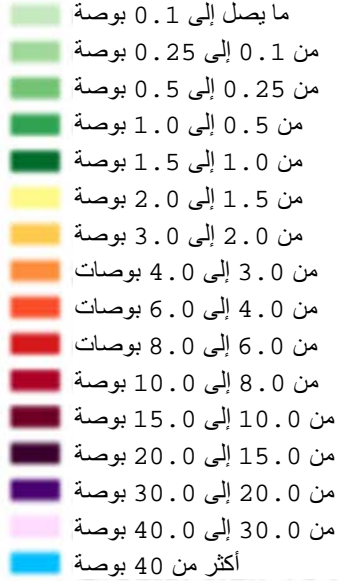 ما يصل إلى 0.1 بوصة
من 0.1 إلى 0.25 بوصة
من 0.25 إلى 0.5 بوصة
من 0.5 إلى 1.0 بوصة
من 1.0 إلى 1.5 بوصة
من 1.5 إلى 2.0 بوصة
من 2.0 إلى 3.0 بوصة
من 3.0 إلى 4.0 بوصات
من 4.0 إلى 6.0 بوصات
من 6.0 إلى 8.0 بوصات
من 8.0 إلى 10.0 بوصة
من 10.0 إلى 15.0 بوصة
من 15.0 إلى 20.0 بوصة
من 20.0 إلى 30.0 بوصة
من 30.0 إلى 40.0 بوصة
أكثر من 40 بوصة